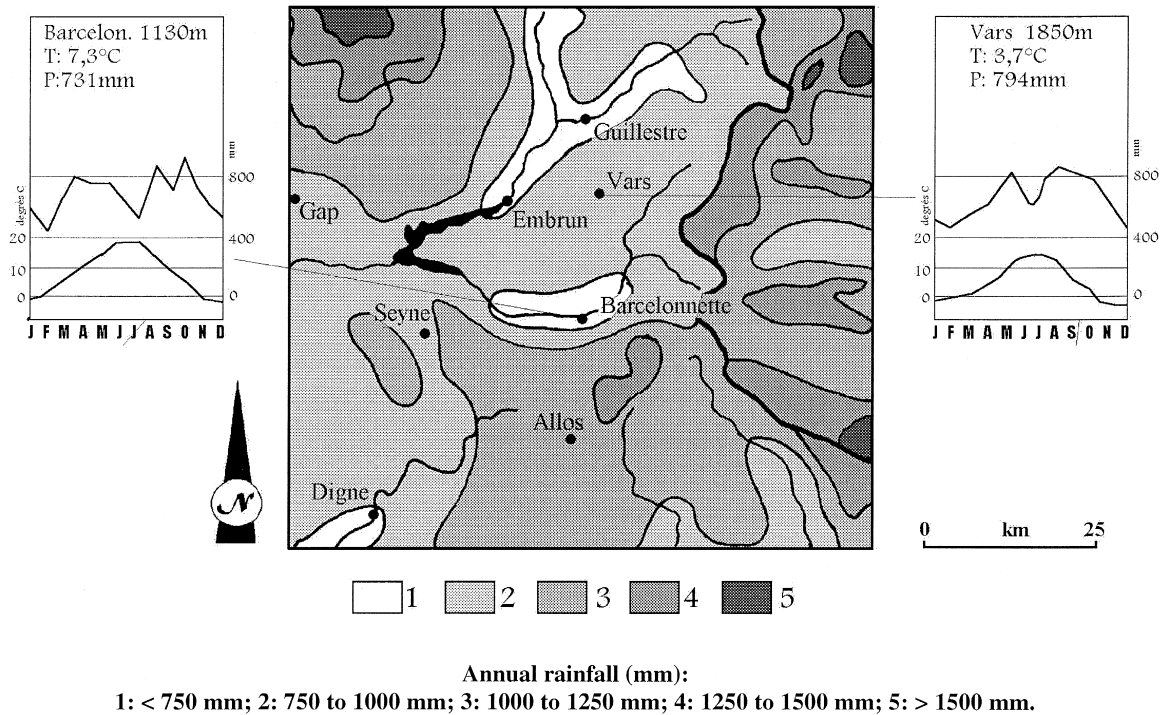 Barcelon. 1130m
T: 7,3°C
P:731mm
mm
800
degrès C
20
400
10
0
0
J F M A M J J A S O N D
Vars 1850m
T: 3,7°C
P: 794mm
mm
800
degrès C
20
400
10
0
0
J F M A M J J A S O N D
Guillestre
Vars
Gap
Embrun
Barcelonnette
Seyne
Allos
Digne
N
0 km 25
1 2 3 4 5
Annual rainfall (mm):
1: < 750 mm; 2: 750 to 1000 mm; 3: 1000 to 1250 mm; 4: 1250 to 1500 mm; 5: > 1500 mm.